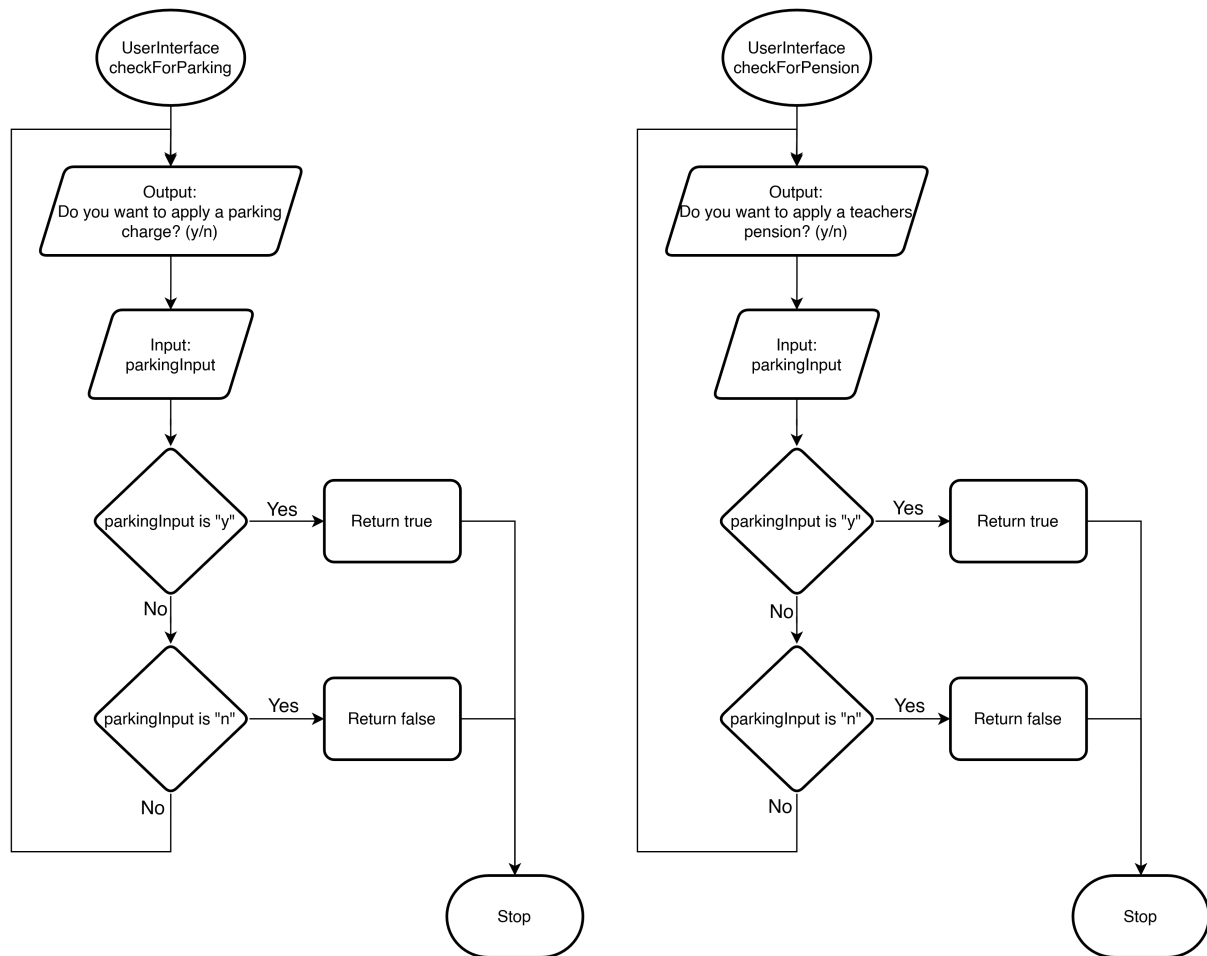 UserInterface
checkForParking
Output:
Do you want to apply a parking
charge? (y/n)
Input:
parkingInput
parkingInput is "y"
Yes
Return true
No
parkingInput is "n"
Yes
Return false
No
Stop
UserInterface
checkForPension
Output:
Do you want to apply a teachers
pension? (y/n)
Input:
parkingInput
parkingInput is "y"
Yes
Return true
No
parkingInput is "n"
Yes
Return false
No
Stop